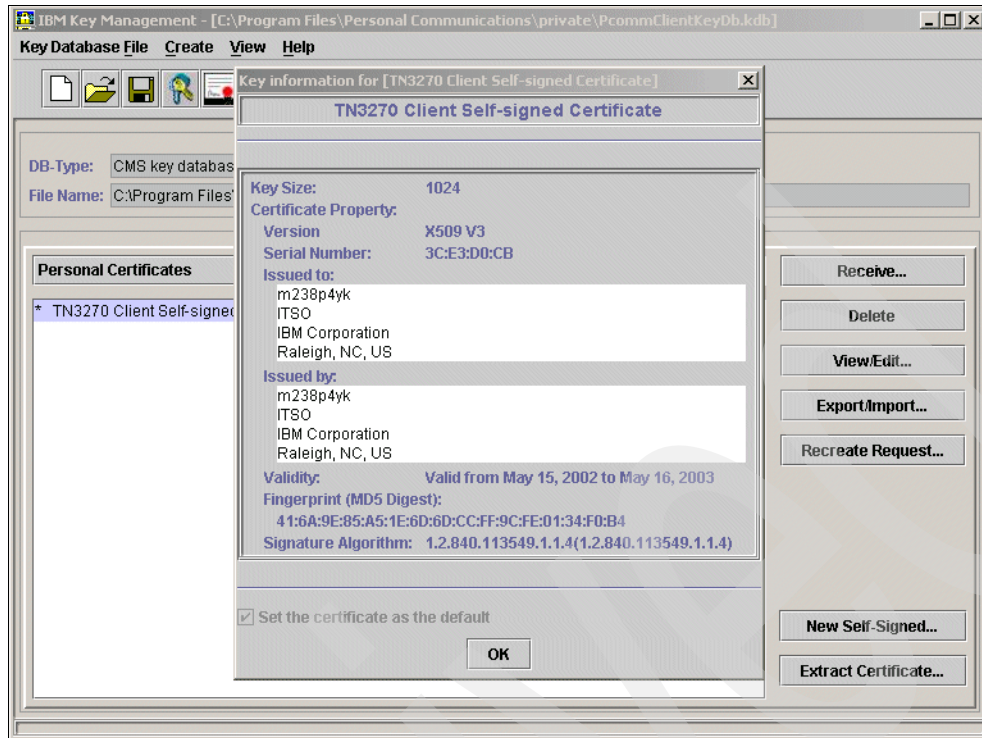 IBM Key Management - [C:\Program Files\Personal Communications\private\PcommClientKeyDb.kdb]
Key Database File Create View Help
Key information for [TN3270 Client Self-signed Certificate]
TN3270 Client Self-signed Certificate
DB-Type: CMS key databas
File Name: C:\Program Files
Key Size: 1024
Certificate Property:
Version X509 V3
Serial Number: 3C:E3:D0:CB
Issued to:
m238p4yk
ITSO
IBM Corporation
Raleigh, NC, US
Issued by:
m238p4yk
ITSO
IBM Corporation
Raleigh, NC, US
Validity: Valid from May 15, 2002 to May 16, 2003
Fingerprint (MD5 Digest):
41:6A:9E:85:A5:1E:6D:6D:CC:FF:9C:FE:01:34:F0:B4
Signature Algorithm: 1.2.840.113549.1.1.4(1.2.840.113549.1.1.4)
Set the certificate as the default
OK
Personal Certificates
* TN3270 Client Self-signed
Receive...
Delete
View/Edit...
Export/Import...
Recreate Request...
New Self-Signed...
Extract Certificate...